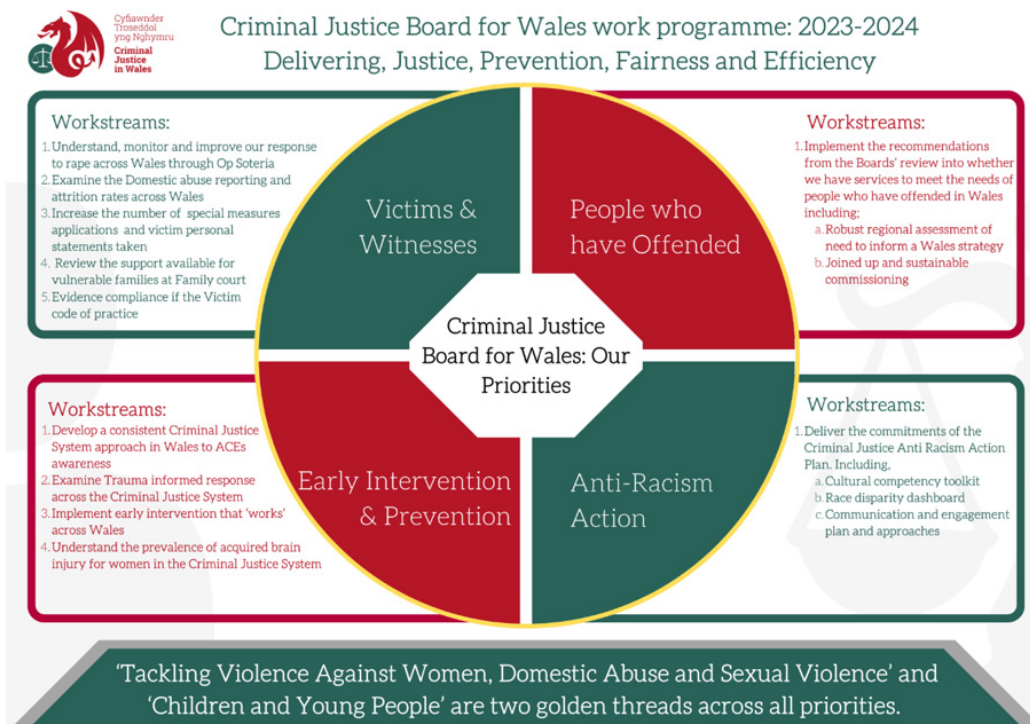 Cyfiawnder
Troseddol
yng Nghymru
Criminal
Justice
in Wales
Criminal Justice Board for Wales work programme: 2023-2024
Delivering, Justice, Prevention, Fairness and Efficiency
Workstreams:
1. Understand, monitor and improve our response
to rape across Wales through Op Soteria
2. Examine the Domestic abuse reporting and
attrition rates across Wales
3. Increase the number of special measures
applications and victim personal
statements taken
4. Review the support available for
vulnerable families at Family court
5. Evidence compliance if the Victim
code of practice
Victims &
Witnesses
People who
have Offended
Workstreams:
1. Implement the recommendations
from the Boards' review into whether
we have services to meet the needs of
people who have offended in Wales
including;
a. Robust regional assessment of
need to inform a Wales strategy
b. Joined up and sustainable
commissioning
Criminal Justice
Board for Wales: Our
Priorities
Workstreams:
1. Develop a consistent Criminal Justice
System approach in Wales to ACEs
awareness
2. Examine Trauma informed response
across the Criminal Justice System
3. Implement early intervention that 'works'
across Wales
4. Understand the prevalence of acquired brain
injury for women in the Criminal Justice System
Early Intervention
& Prevention
Anti-Racism
Action
Workstreams:
1. Deliver the commitments of the
Criminal Justice Anti Racism Action
Plan. Including,
a. Cultural competency toolkit
b. Race disparity dashboard
c. Communication and engagement
plan and approaches
'Tackling Violence Against Women, Domestic Abuse and Sexual Violence' and
'Children and Young People' are two golden threads across all priorities.